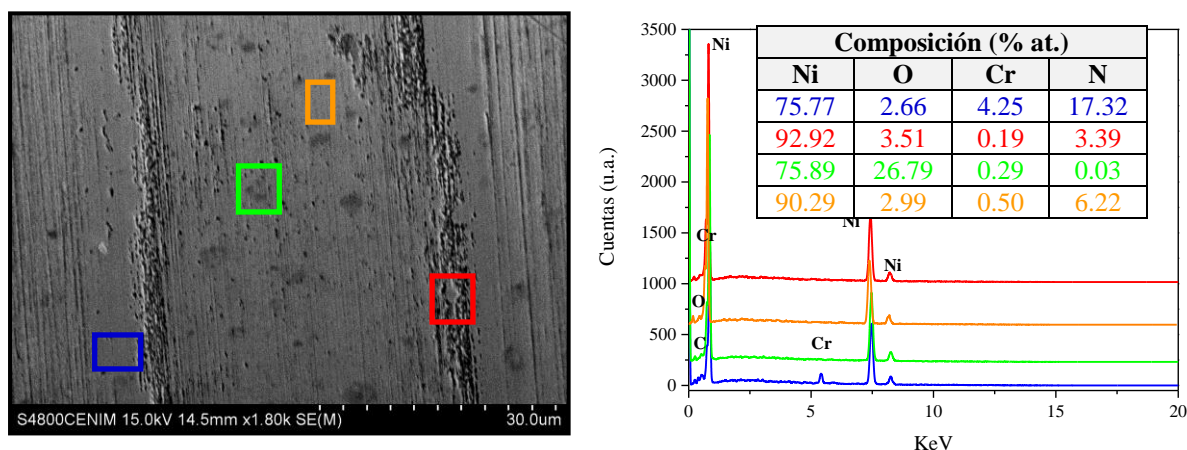 S4800CENIM 15.0kV 14.5mm x1.80k SE(M)
30.0um
Composición (% at.)
Ni O Cr N
75.77 2.66 4.25 17.32
92.92 3.51 0.19 3.39
75.89 26.79 0.29 0.03
90.29 2.99 0.50 6.22
3500
3000
2500
2000
1500
1000
500
0
Cuentas (u.a.)
Ni
Ni
Cr
Ni
O
C
Cr
0 5 10 15 20
KeV